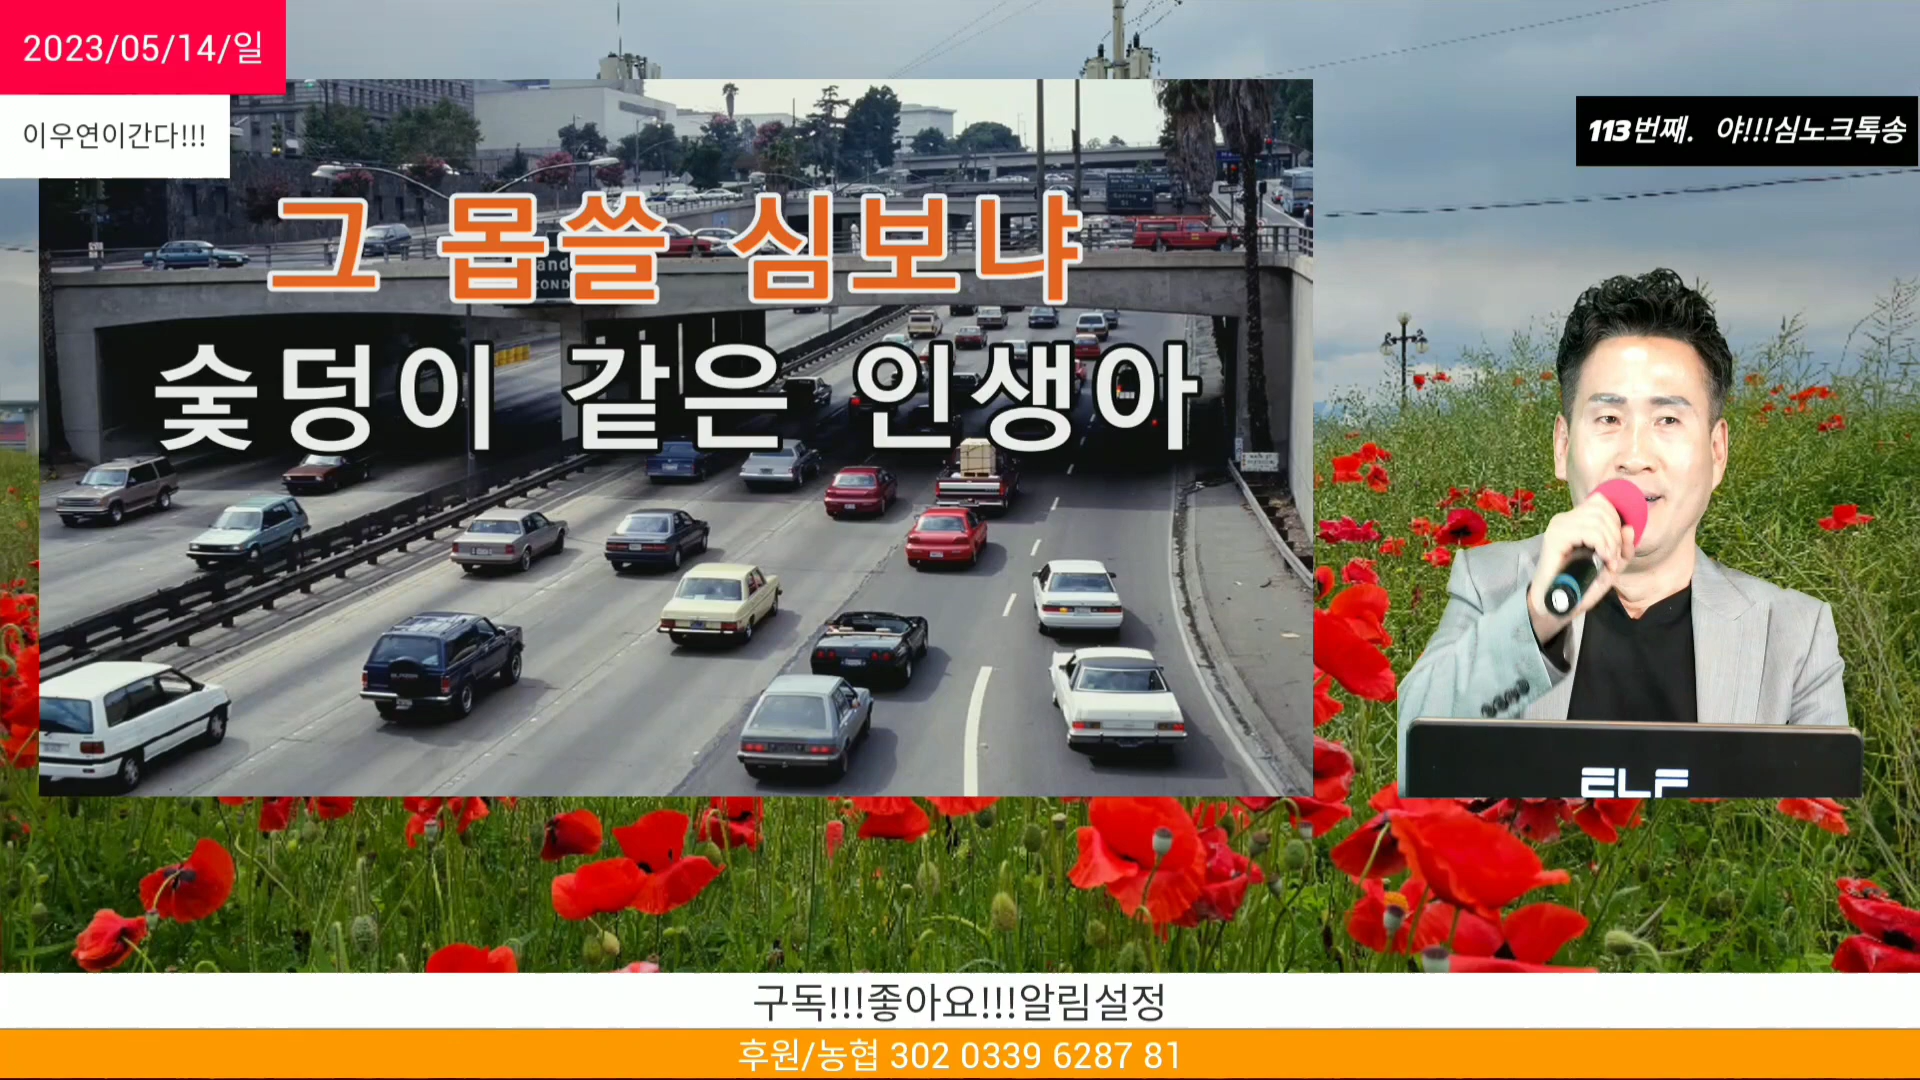 2023/05/14/일
이우연이간다!!!
113번째. 야!!!심노크톡송
그 몹쓸 심보냐
숯덩이 같은 인생아
ELF
구독!!!좋아요!!!알림설정
후원/농협 302 0339 6287 81